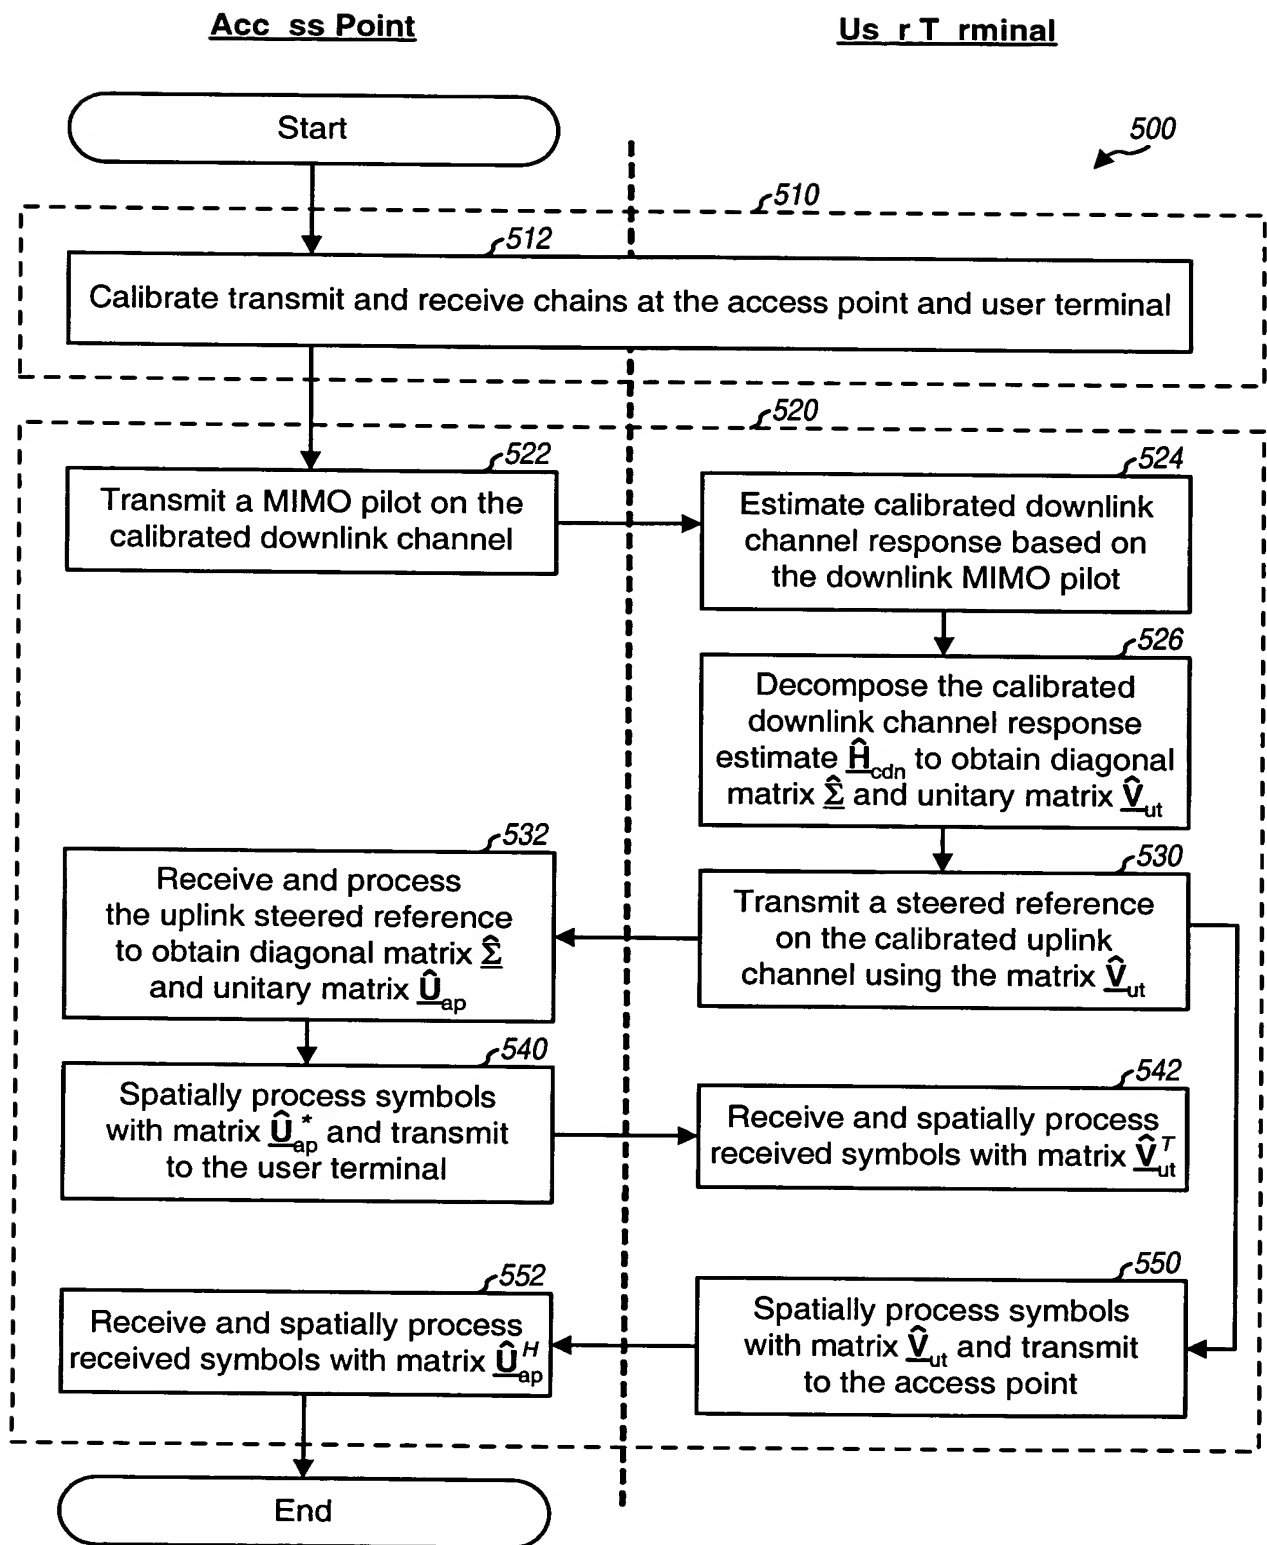 Acc ss Point
Us r T rminal
Start
500
510
512
Calibrate transmit and receive chains at the access point and user terminal
520
522
Transmit a MIMO pilot on the
calibrated downlink channel
524
Estimate calibrated downlink
channel response based on
the downlink MIMO pilot
526
Decompose the calibrated
downlink channel response
estimate Ĥcdn to obtain diagonal
matrix Σ̂ and unitary matrix V̂ut
532
Receive and process
the uplink steered reference
to obtain diagonal matrix Σ̂
and unitary matrix Ûap
530
Transmit a steered reference
on the calibrated uplink
channel using the matrix V̂ut
540
Spatially process symbols
with matrix Û*ap and transmit
to the user terminal
542
Receive and spatially process
received symbols with matrix V̂Tut
552
Receive and spatially process
received symbols with matrix ÛHap
550
Spatially process symbols
with matrix V̂ut and transmit
to the access point
End